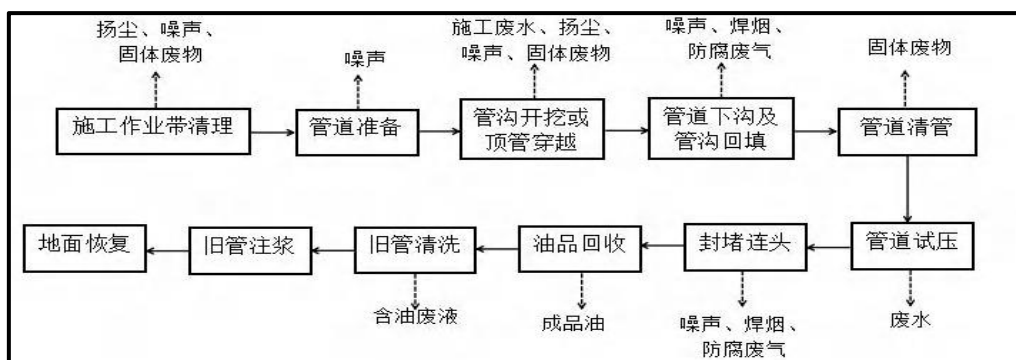 扬尘、噪声、
固体废物
噪声
施工废水、扬尘、
噪声、固体废物
噪声、焊烟、
防腐废气
固体废物
施工作业带清理
管道准备
管沟开挖或
顶管穿越
管道下沟及
管沟回填
管道清管
地面恢复
旧管注浆
旧管清洗
油品回收
封堵连头
管道试压
含油废液
成品油
噪声、焊烟、
防腐废气
废水